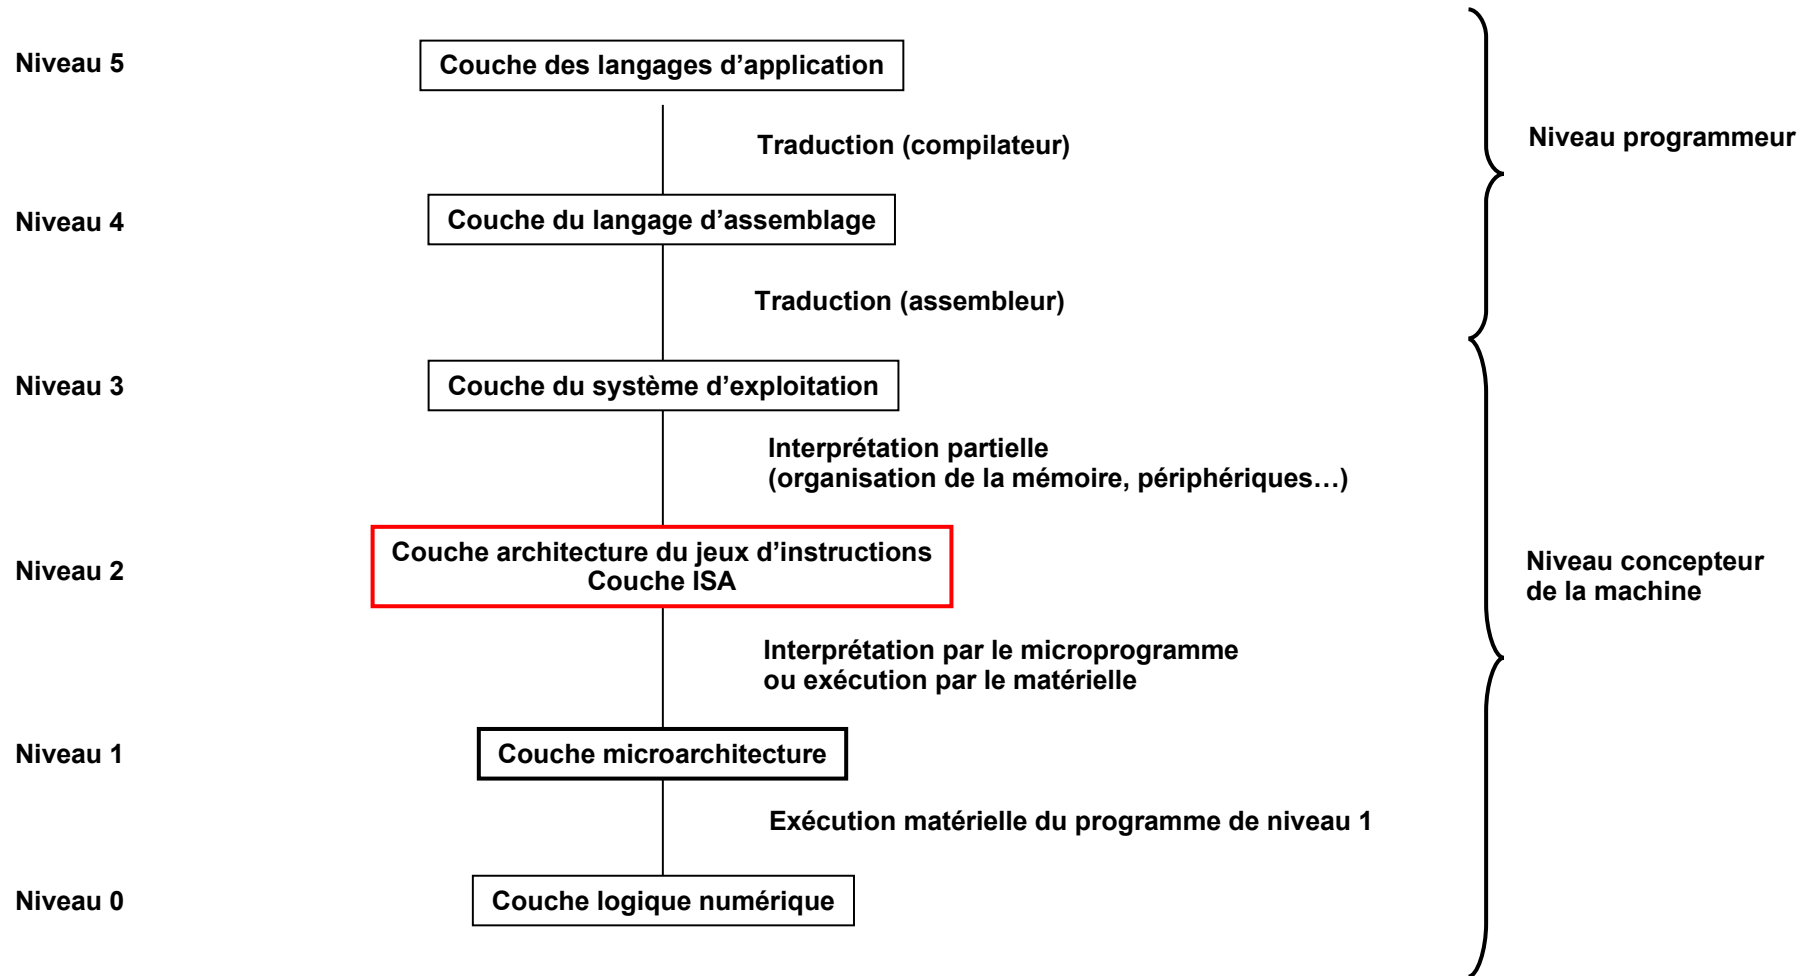 Niveau 5
Couche des langages d’application
Traduction (compilateur)
Niveau programmeur
Niveau 4
Couche du langage d’assemblage
Traduction (assembleur)
Niveau 3
Couche du système d’exploitation
Interprétation partielle
(organisation de la mémoire, périphériques…)
Niveau 2
Couche architecture du jeux d’instructions
Couche ISA
Niveau concepteur
de la machine
Interprétation par le microprogramme
ou exécution par le matérielle
Niveau 1
Couche microarchitecture
Exécution matérielle du programme de niveau 1
Niveau 0
Couche logique numérique